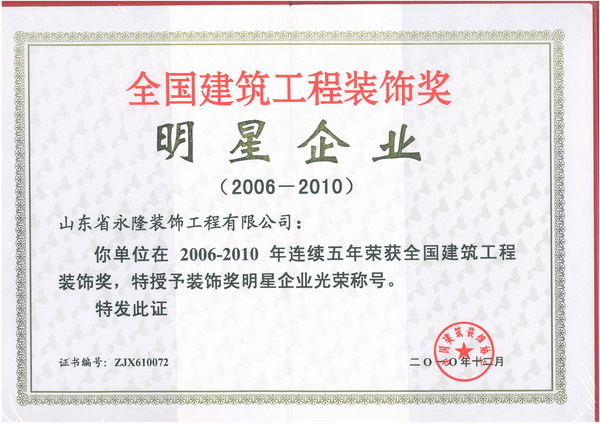 全国建筑工程装饰奖
明星企业
（2006－2010）
山东省永隆装饰工程有限公司：
你单位在 2006-2010 年连续五年荣获全国建筑工程
装饰奖，特授予装饰奖明星企业光荣称号。
特发此证
证书编号：ZJX610072
二〇一〇年十二月